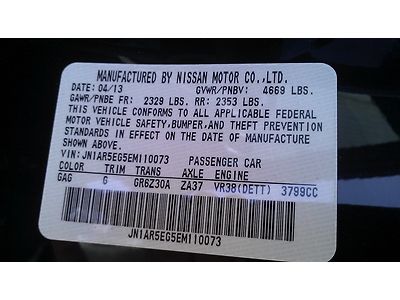 MANUFACTURED BY NISSAN MOTOR CO.,LTD.
DATE: 04/13 GVWR/PNBV: 4669 LBS.
GAWR/PNBE FR: 2329 LBS. RR: 2353 LBS.
THIS VEHICLE CONFORMS TO ALL APPLICABLE FEDERAL
MOTOR VEHICLE SAFETY,BUMPER,AND THEFT PREVENTION
STANDARDS IN EFFECT ON THE DATE OF MANUFACTURE
SHOWN ABOVE.
VIN:JN1AR5EG5EM110073 PASSENGER CAR
COLOR TRIM TRANS AXLE ENGINE
GAG G GR6Z30A ZA37 VR38(DETT) 3799CC
JN1AR5EG5EM110073